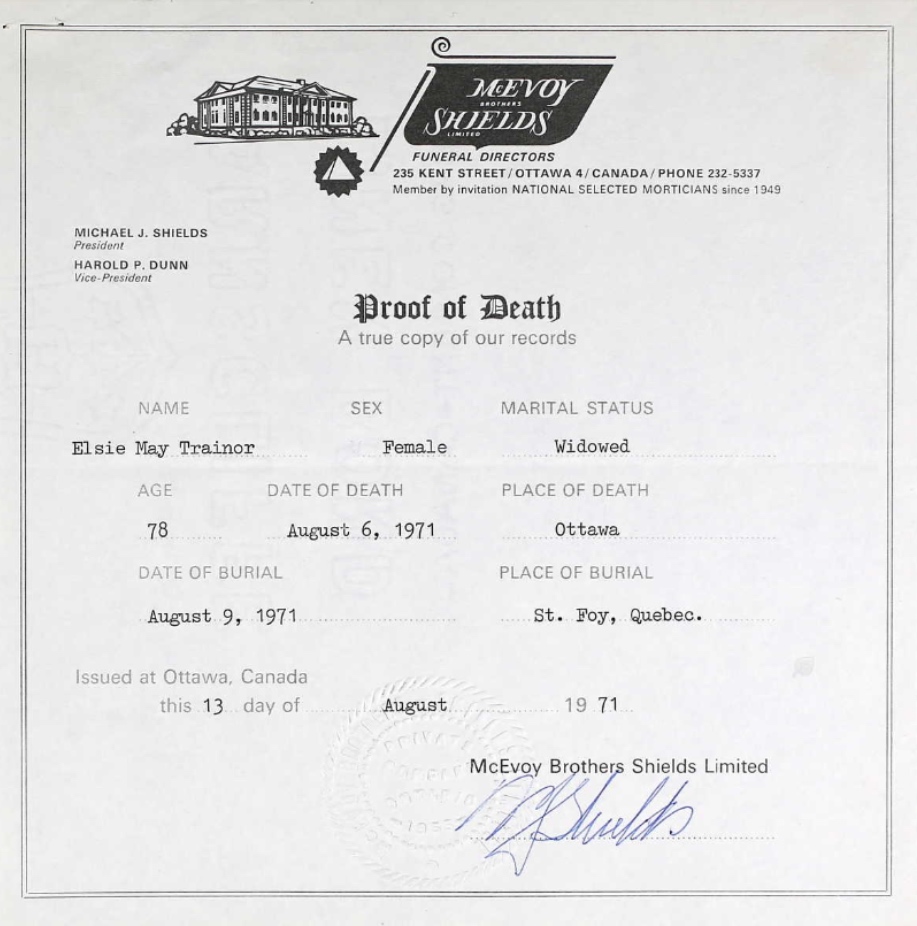 McEVOY
BROTHERS
SHIELDS
LIMITED
FUNERAL DIRECTORS
235 KENT STREET/OTTAWA 4/CANADA/PHONE 232-5337
Member by invitation NATIONAL SELECTED MORTICIANS since 1949
MICHAEL J. SHIELDS
President
HAROLD P. DUNN
Vice-President
Proof of Death
A true copy of our records
NAME SEX MARITAL STATUS
Elsie May Trainor Female Widowed
AGE DATE OF DEATH PLACE OF DEATH
78 August 6, 1971 Ottawa
DATE OF BURIAL PLACE OF BURIAL
August 9, 1971 St. Foy, Quebec.
Issued at Ottawa, Canada
this 13 day of August 19 71
McEvoy Brothers Shields Limited
MJ Shields